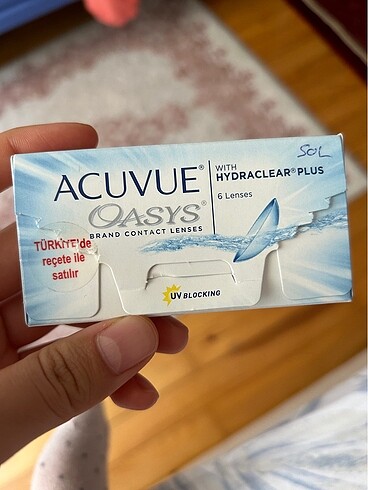 SOL
ACUVUE®
OASYS®
BRAND CONTACT LENSES
WITH
HYDRACLEAR® PLUS
6 Lenses
TÜRKİYE'de
reçete ile
satılır
UV BLOCKING